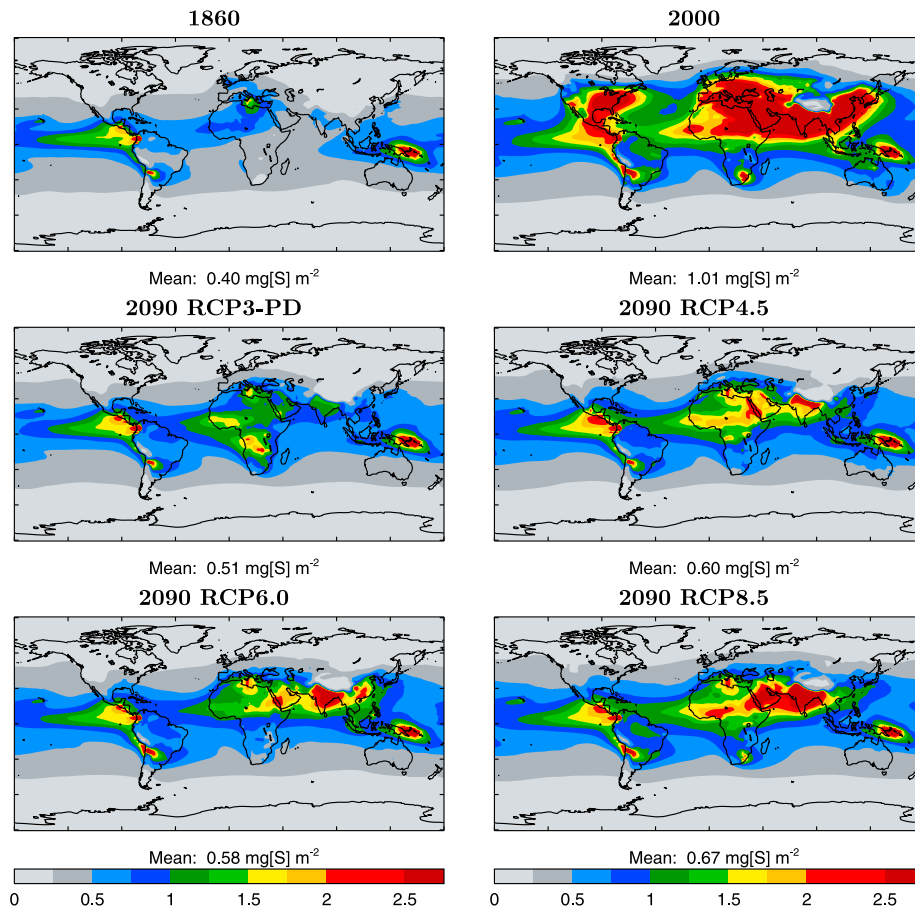 1860
2000
Mean: 0.40 mg[S] m⁻²
Mean: 1.01 mg[S] m⁻²
2090 RCP3-PD
2090 RCP4.5
Mean: 0.51 mg[S] m⁻²
Mean: 0.60 mg[S] m⁻²
2090 RCP6.0
2090 RCP8.5
Mean: 0.58 mg[S] m⁻²
Mean: 0.67 mg[S] m⁻²
0 0.5 1 1.5 2 2.5
0 0.5 1 1.5 2 2.5